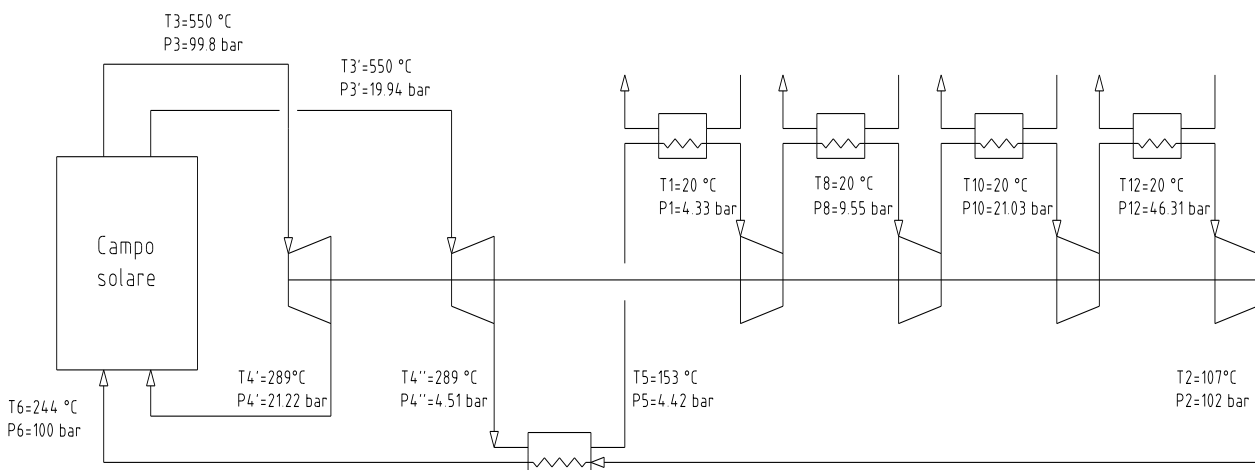 T3=550 °C
P3=99.8 bar
T3'=550 °C
P3'=19.94 bar
T1=20 °C
P1=4.33 bar
T8=20 °C
P8=9.55 bar
T10=20 °C
P10=21.03 bar
T12=20 °C
P12=46.31 bar
Campo
solare
T4'=289°C
P4'=21.22 bar
T4''=289 °C
P4''=4.51 bar
T5=153 °C
P5=4.42 bar
T2=107°C
P2=102 bar
T6=244 °C
P6=100 bar